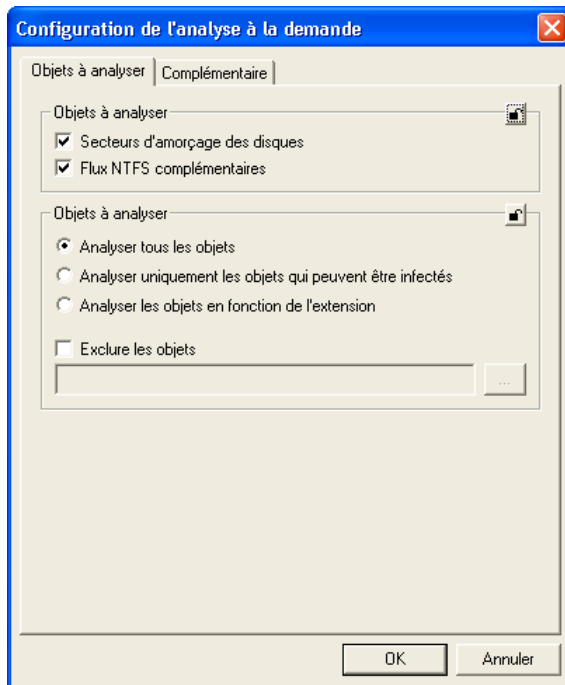 Configuration de l'analyse à la demande
Objets à analyser
Complémentaire
Objets à analyser
Secteurs d'amorçage des disques
Flux NTFS complémentaires
Objets à analyser
Analyser tous les objets
Analyser uniquement les objets qui peuvent être infectés
Analyser les objets en fonction de l'extension
Exclure les objets
...
OK
Annuler